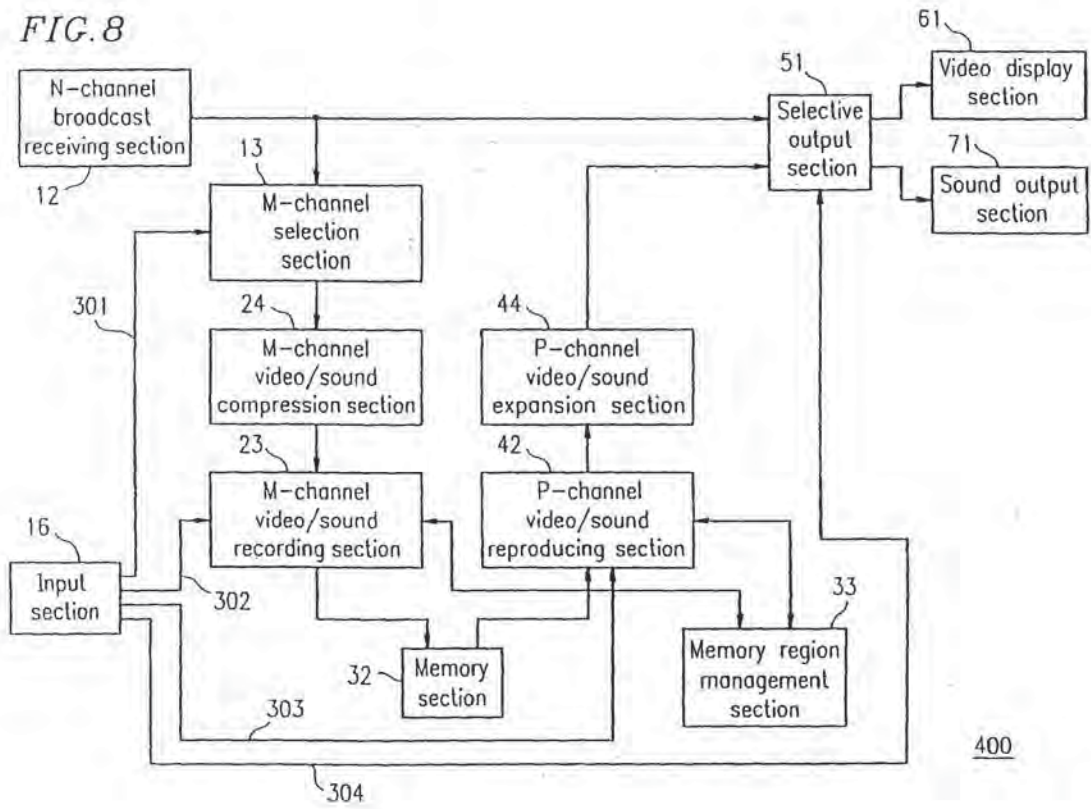 FIG.8
N-channel
broadcast
receiving section
12
13
M-channel
selection
section
51
Selective
output
section
61
Video display
section
71
Sound output
section
301
24
M-channel
video/sound
compression section
44
P-channel
video/sound
expansion section
23
M-channel
video/sound
recording section
42
P-channel
video/sound
reproducing section
16
Input
section
302
32
Memory
section
33
Memory region
management
section
303
304
400